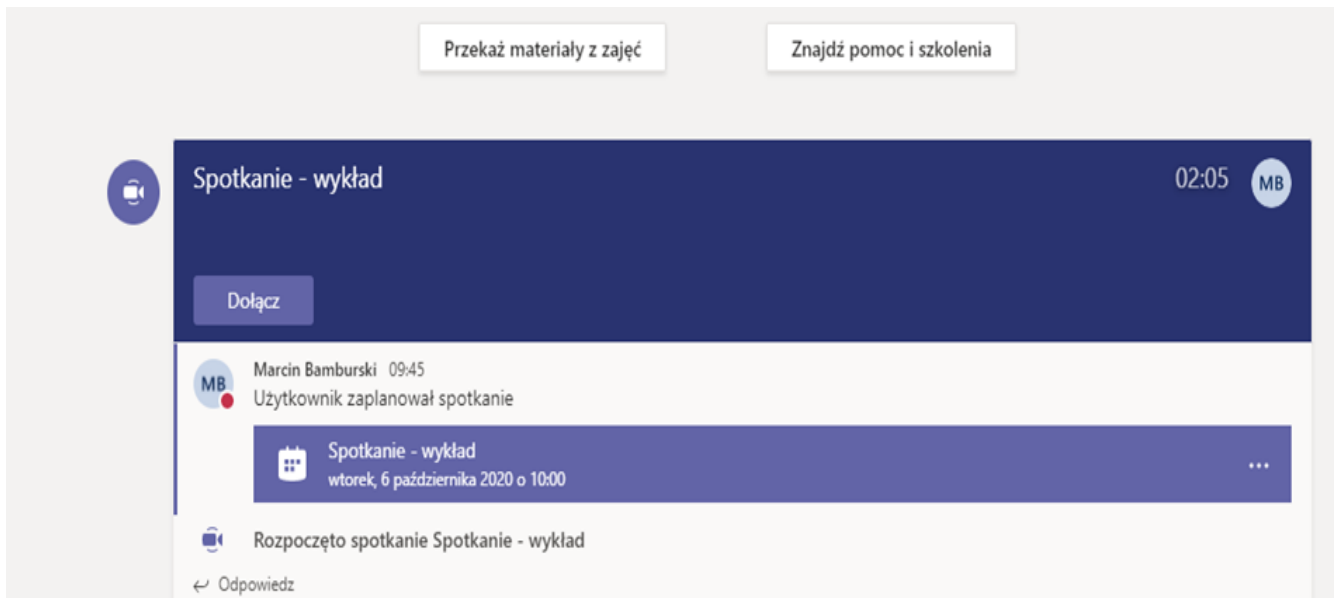 Przekaż materiały z zajęć
Znajdź pomoc i szkolenia
Spotkanie - wykład
02:05
MB
Dołącz
MB
Marcin Bamburski 09:45
Użytkownik zaplanował spotkanie
Spotkanie - wykład
wtorek, 6 października 2020 o 10:00
Rozpoczęto spotkanie Spotkanie - wykład
Odpowiedz